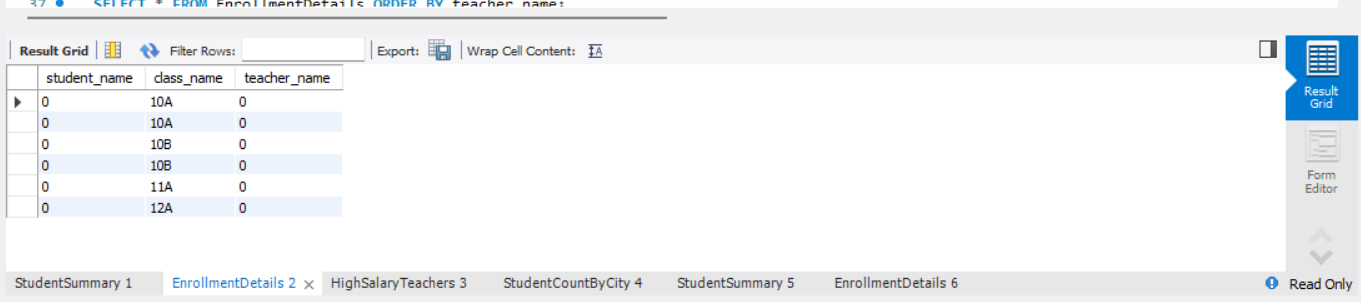 37 SELECT * FROM EnrollmentDetails ORDER BY teacher_name;
Result Grid Filter Rows: Export: Wrap Cell Content: IA
student_name class_name teacher_name
0 10A 0
0 10A 0
0 10B 0
0 10B 0
0 11A 0
0 12A 0
Result
Grid
Form
Editor
StudentSummary 1 EnrollmentDetails 2 × HighSalaryTeachers 3 StudentCountByCity 4 StudentSummary 5 EnrollmentDetails 6 Read Only